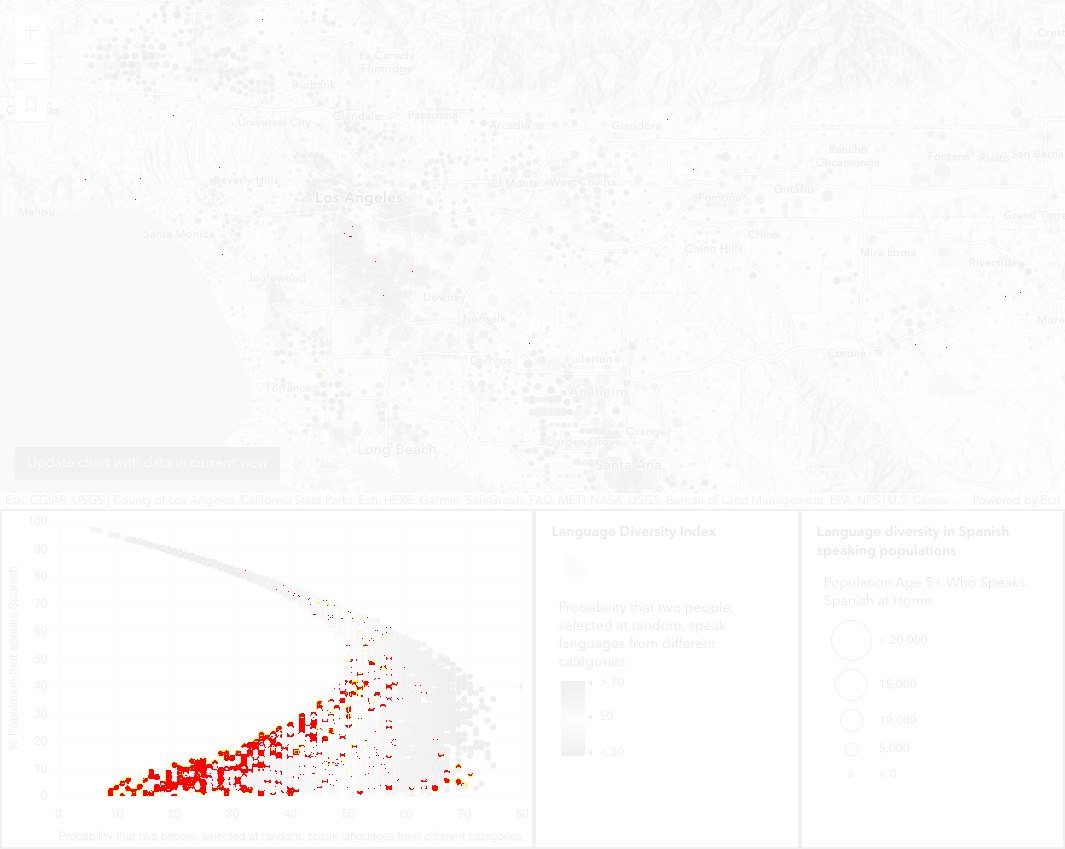 La Cañada
Flintridge
Burbank
Glendale
Pasadena
Universal City
Arcadia
Glendora
Rancho
Cucamonga
Fontana
Rialto
San Berna
Beverly Hills
El Monte
West Covina
Los Angeles
Pomona
Ontario
Malibu
Santa Monica
Grand Terra
Chino
Chino Hills
Mira Loma
Riverside
Inglewood
Downey
Norwalk
More
Corona
Cerritos
Fullerton
Torrance
Anaheim
Orange
Garden Grove
Long Beach
Santa Ana
Update chart with data in current view
Esri, CGIAR, USGS | County of Los Angeles, California State Parks, Esri, HERE, Garmin, SafeGraph, FAO, METI/NASA, USGS, Bureau of Land Management, EPA, NPS | U.S. Censu...
Powered by Esri
% Population that speaks Spanish
100
90
80
70
60
50
40
30
20
10
0
0 10 20 30 40 50 60 70 80
Probability that two people, selected at random, speak languages from different categories
Language Diversity Index
Probability that two people,
selected at random, speak
languages from different
categories
> 70
50
< 30
Language diversity in Spanish
speaking populations
Population Age 5+ Who Speaks
Spanish at Home
> 20,000
15,000
10,000
5,000
< 0